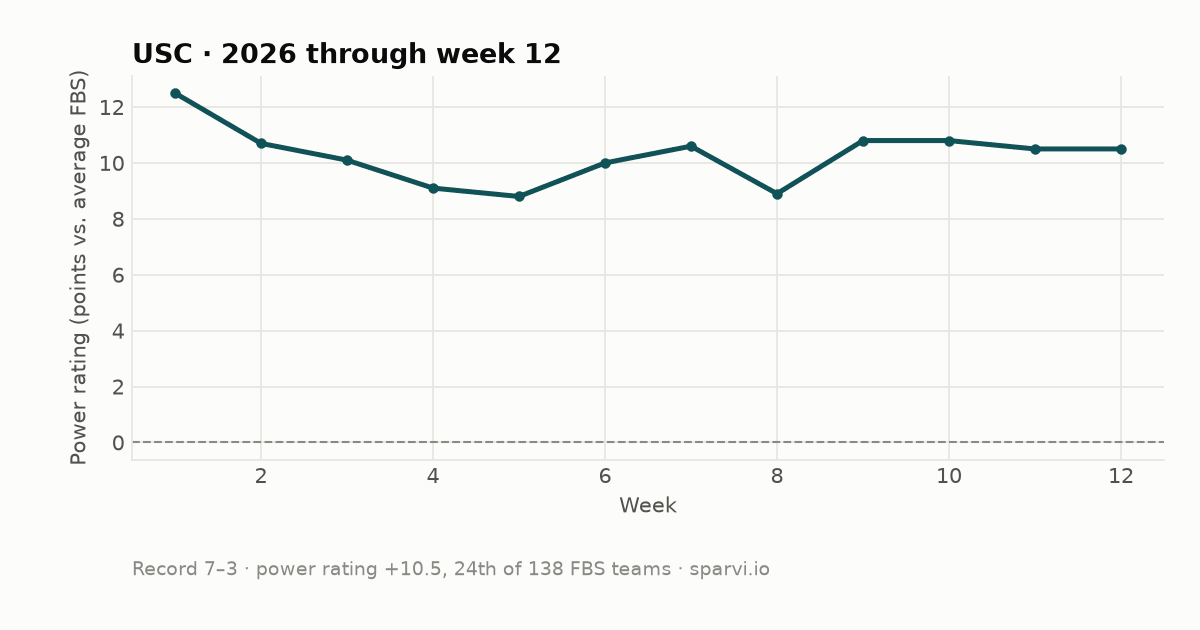 USC · 2026 through week 12
Power rating (points vs. average FBS)
12
10
8
6
4
2
0
2 4 6 8 10 12
Week
Record 7–3 · power rating +10.5, 24th of 138 FBS teams · sparvi.io